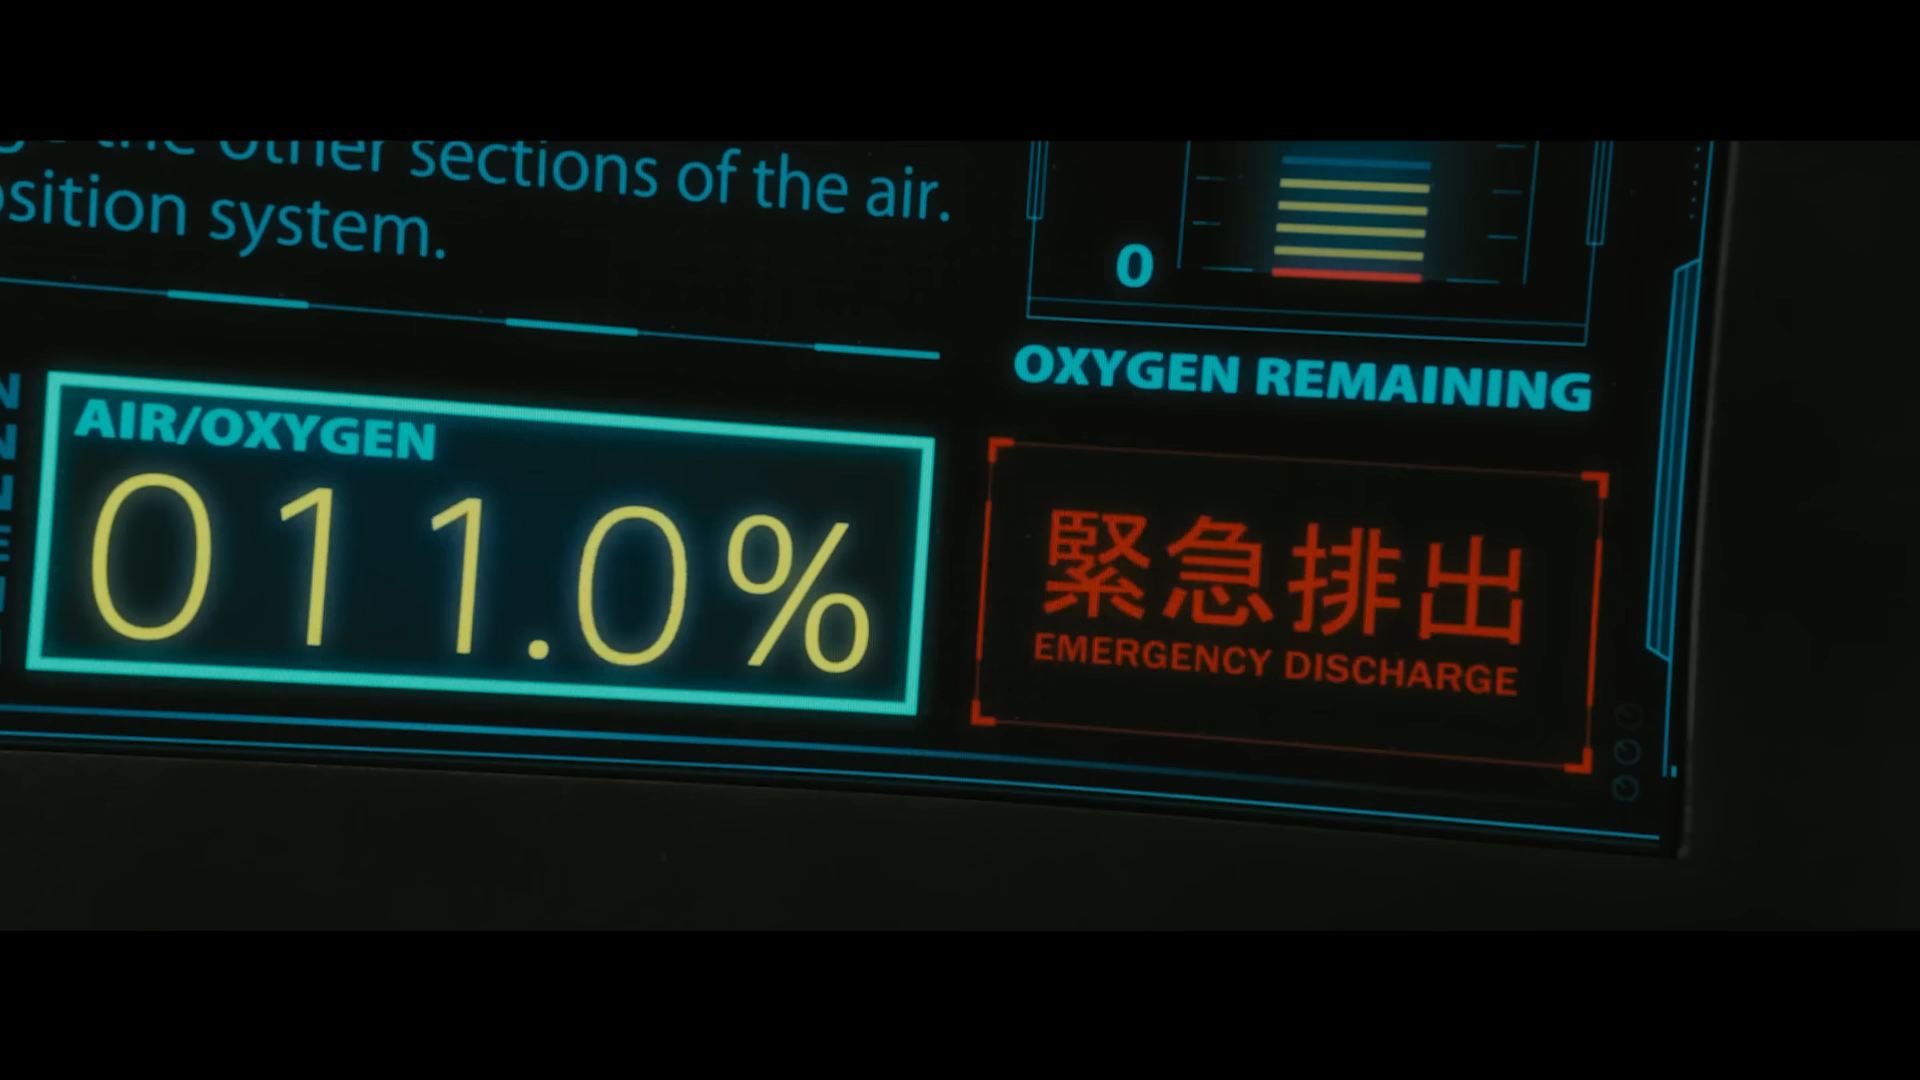 the other sections of the air.
system.
0
OXYGEN REMAINING
AIR/OXYGEN
011.0%
緊急排出
EMERGENCY DISCHARGE